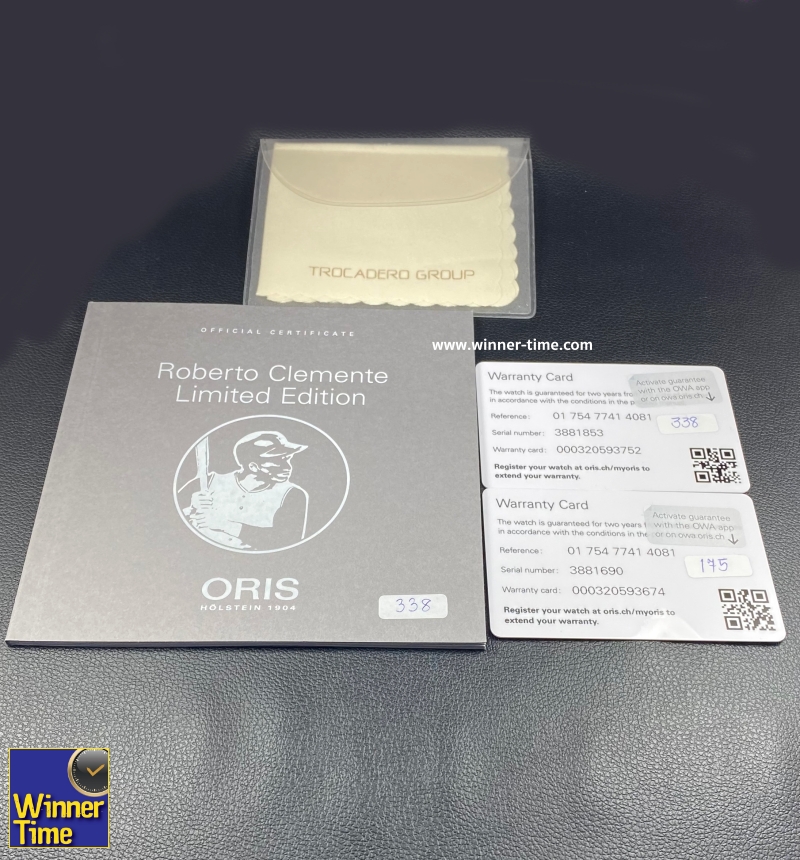 TROCADERO GROUP
www.winner-time.com
OFFICIAL CERTIFICATE
Roberto Clemente
Limited Edition
ORIS
HÖLSTEIN 1904
338
Warranty Card
The watch is guaranteed for two years
in accordance with the conditions in the
Activate guarantee
with the OWA app
or on owa.oris.ch
Reference: 01 754 7741 4081
338
Serial number: 3881853
Warranty card: 000320593752
Register your watch at oris.ch/myoris to
extend your warranty.
Warranty Card
The watch is guaranteed for two years
in accordance with the conditions in the
Activate guarantee
with the OWA app
or on owa.oris.ch
Reference: 01 754 7741 4081
175
Serial number: 3881690
Warranty card: 000320593674
Register your watch at oris.ch/myoris to
extend your warranty.
Winner
Time